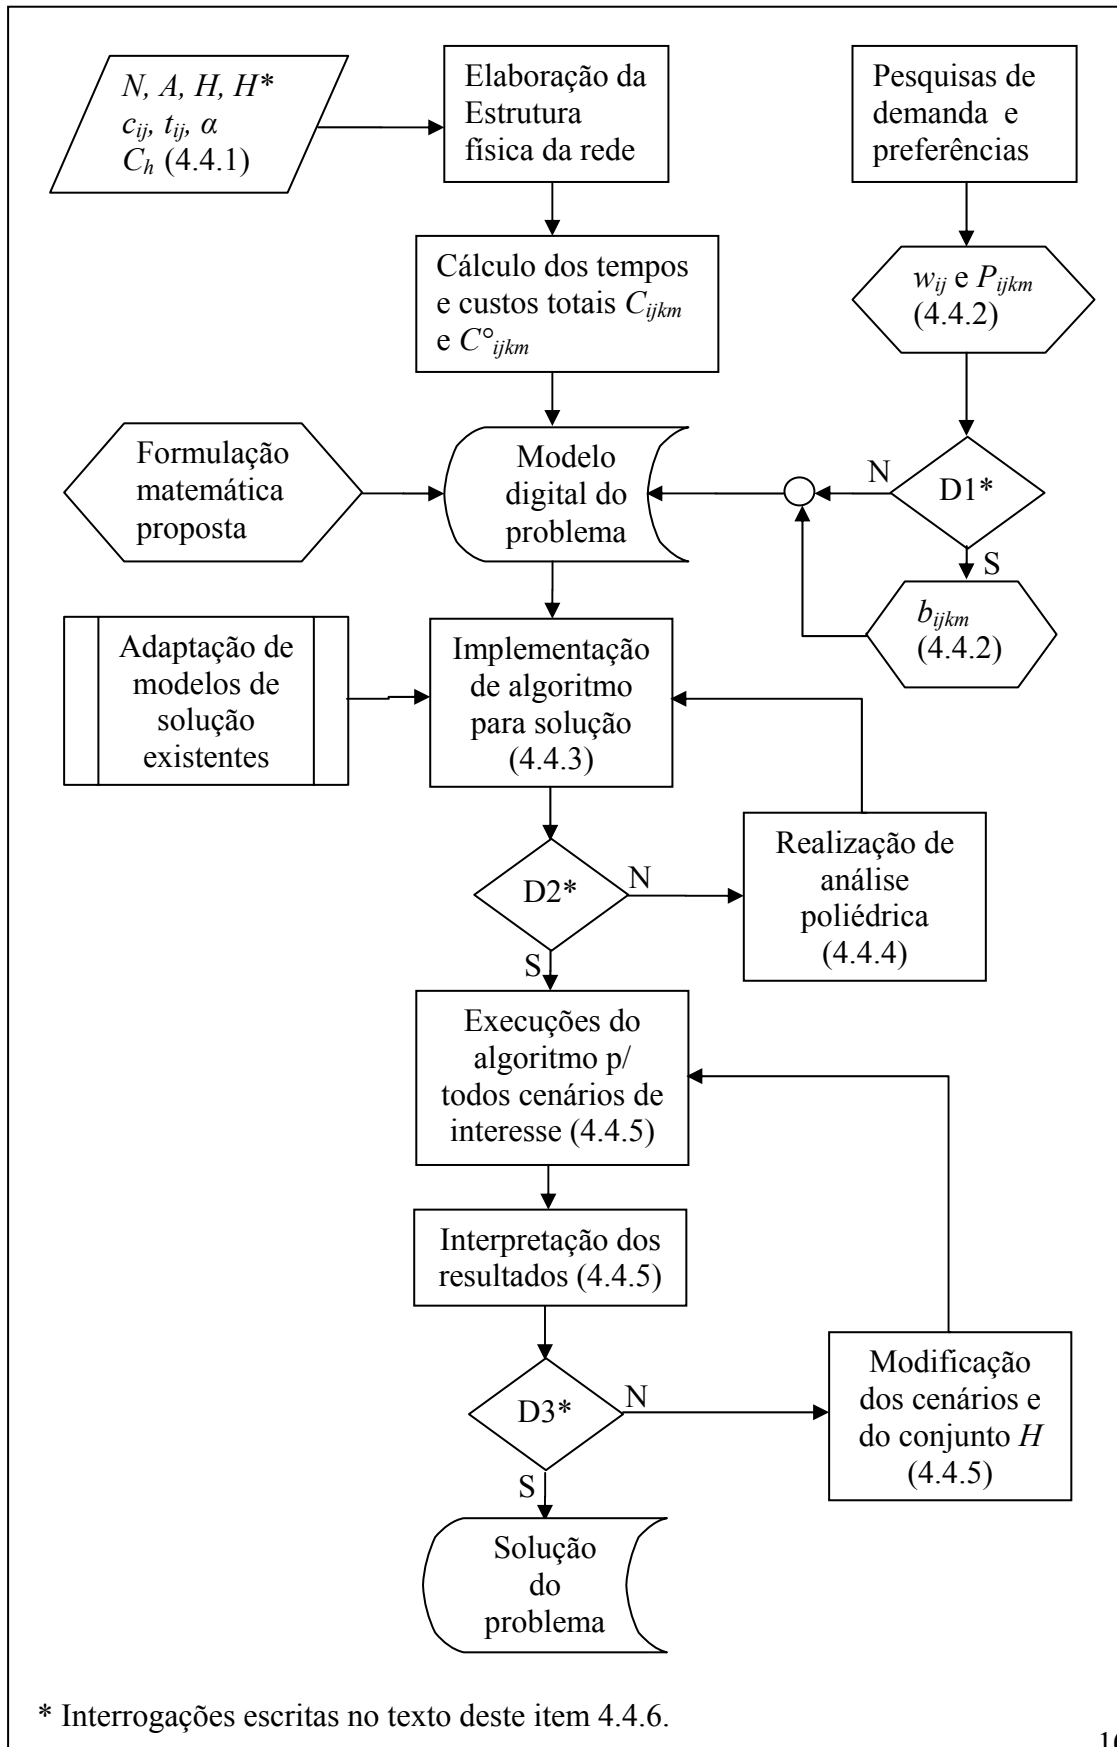 N, A, H, H*
cij, tij, α
Ch (4.4.1)
Elaboração da
Estrutura
física da rede
Pesquisas de
demanda e
preferências
Cálculo dos tempos
e custos totais Cijkm
e C°ijkm
wij e Pijkm
(4.4.2)
Formulação
matemática
proposta
Modelo
digital do
problema
N
D1*
S
bijkm
(4.4.2)
Adaptação de
modelos de
solução
existentes
Implementação
de algoritmo
para solução
(4.4.3)
D2*
N
S
Realização de
análise
poliédrica
(4.4.4)
Execuções do
algoritmo p/
todos cenários de
interesse (4.4.5)
Interpretação dos
resultados (4.4.5)
D3*
N
S
Modificação
dos cenários e
do conjunto H
(4.4.5)
Solução
do
problema
* Interrogações escritas no texto deste item 4.4.6.